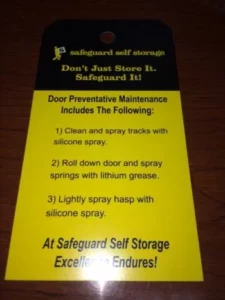 safeguard self storage
Don't Just Store It.
Safeguard It!
Door Preventative Maintenance
Includes The Following:
1) Clean and spray tracks with
silicone spray.
2) Roll down door and spray
springs with lithium grease.
3) Lightly spray hasp with
silicone spray.
At Safeguard Self Storage
Excellence Endures!